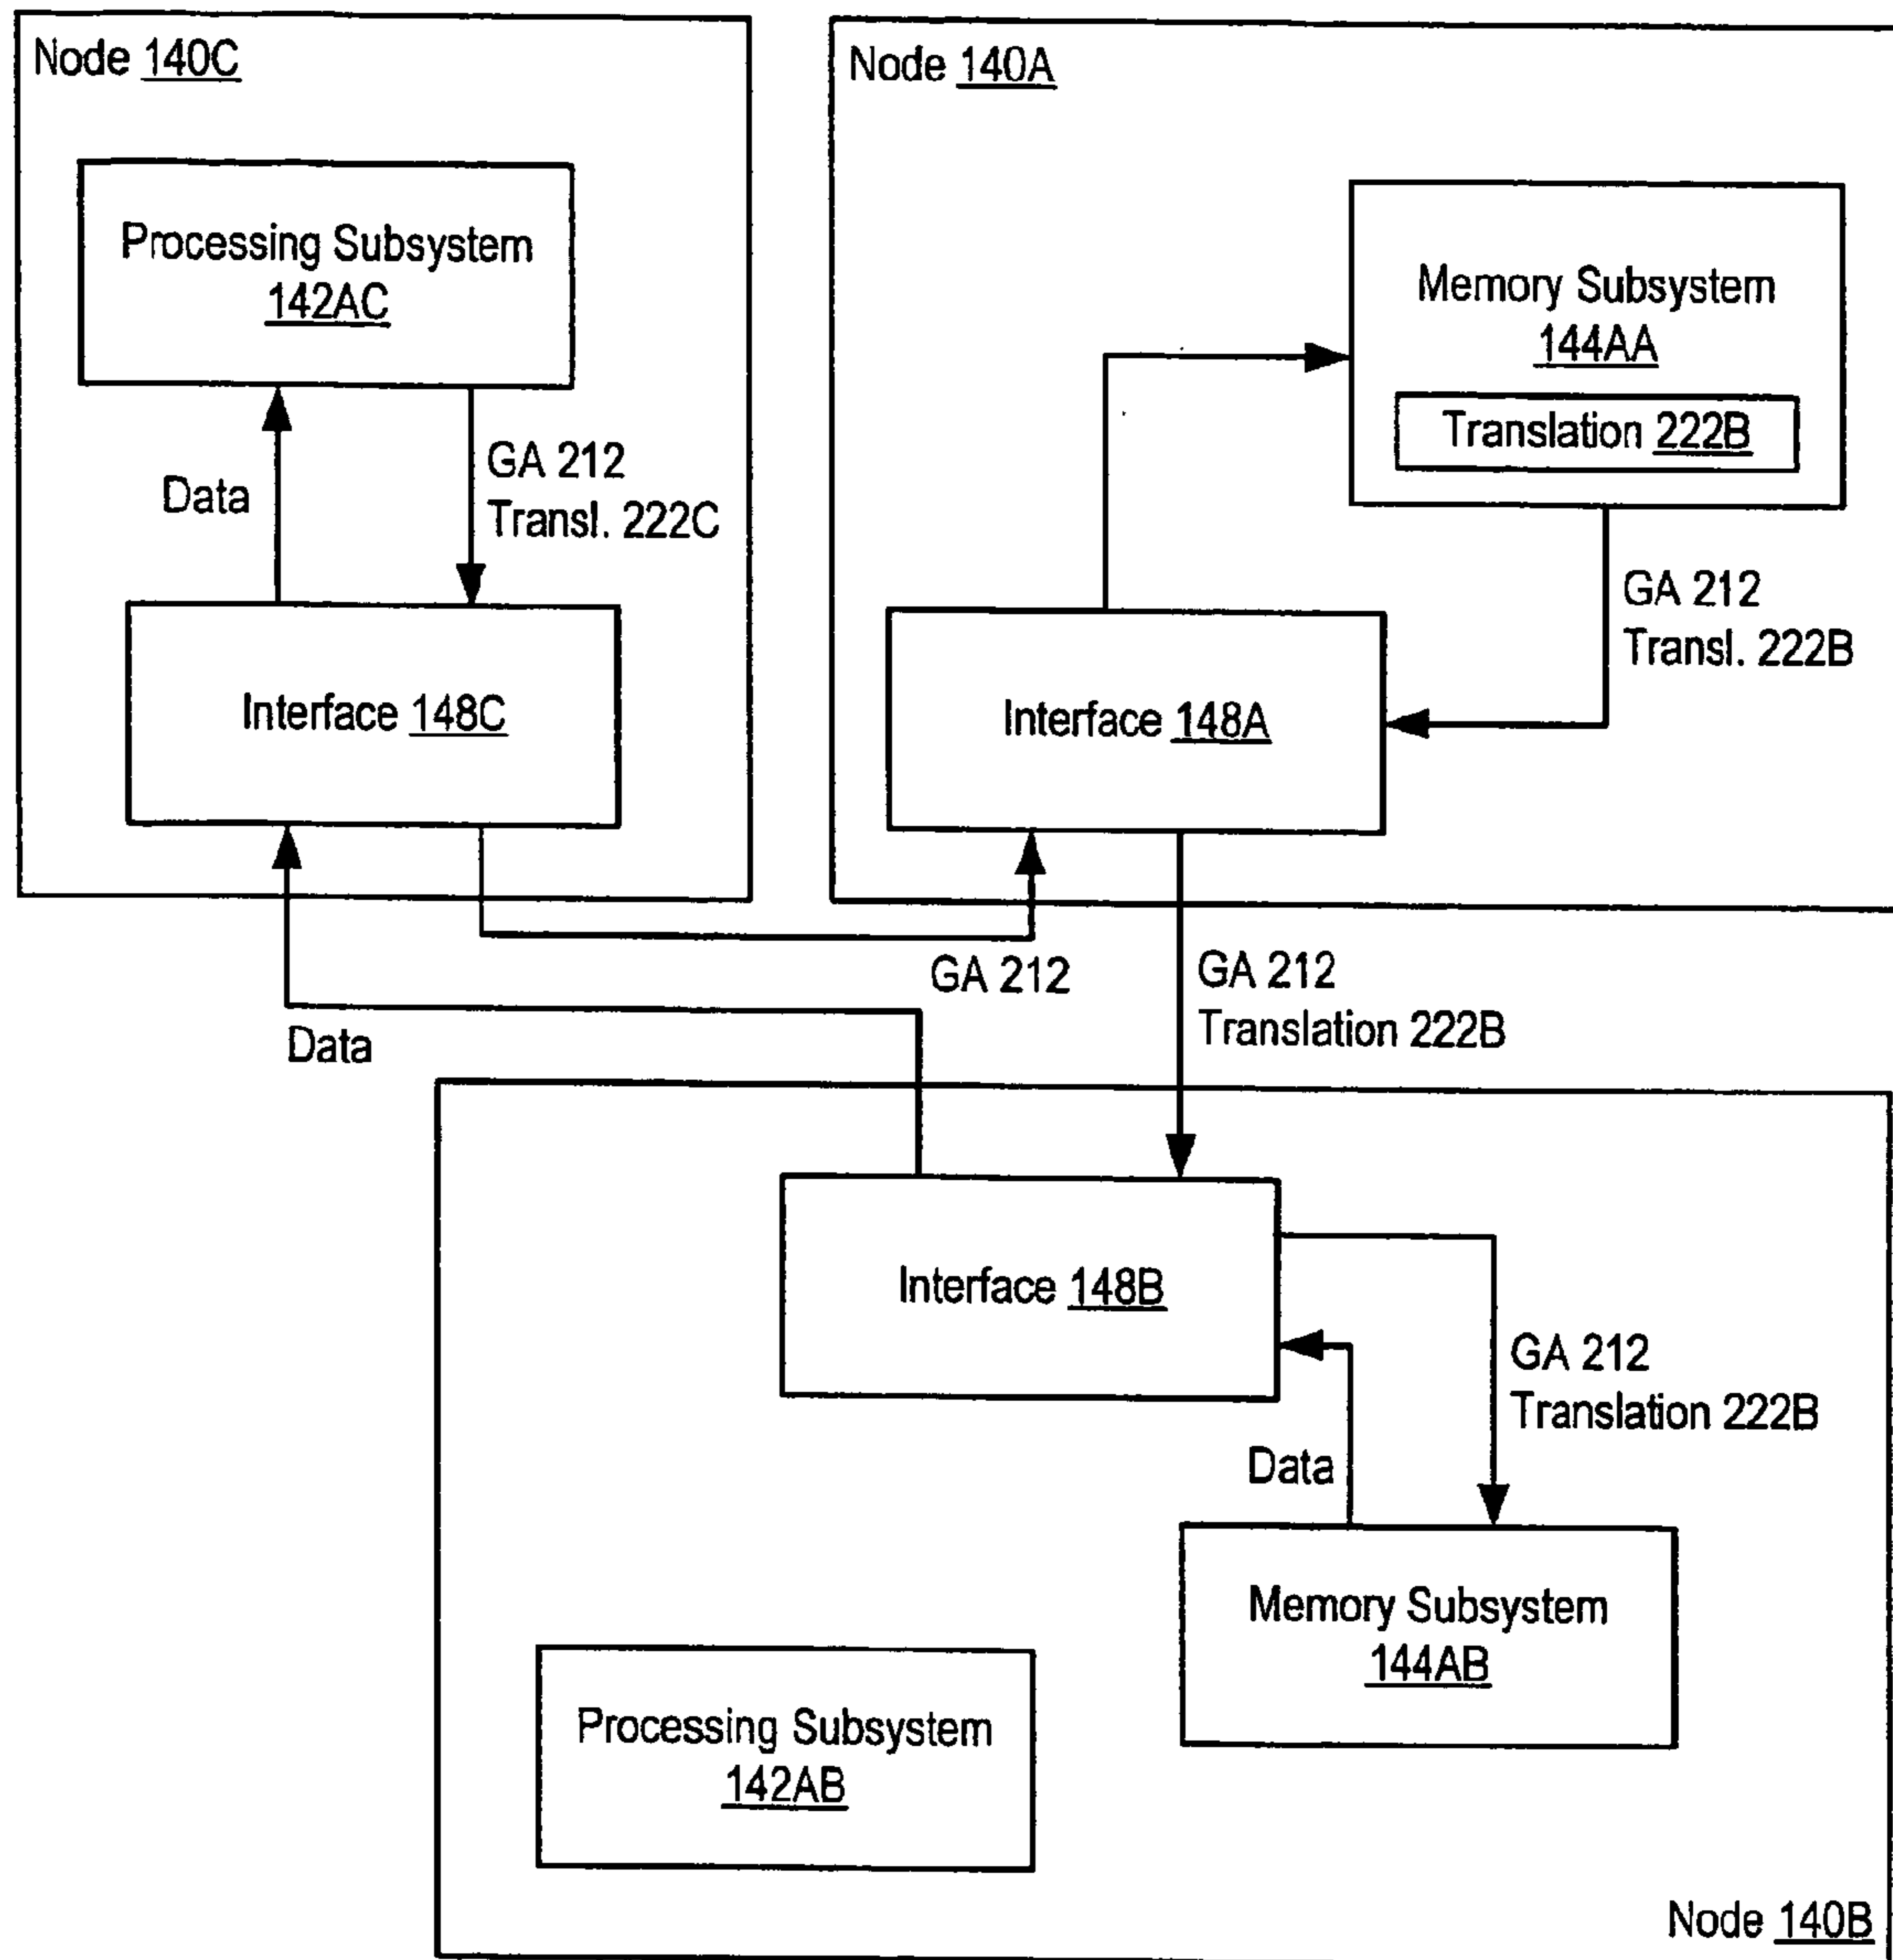 Node 140C
Processing Subsystem
142AC
Data
GA 212
Transl. 222C
Interface 148C
Node 140A
Memory Subsystem
144AA
Translation 222B
GA 212
Transl. 222B
Interface 148A
GA 212
GA 212
Translation 222B
Data
Interface 148B
GA 212
Translation 222B
Data
Memory Subsystem
144AB
Processing Subsystem
142AB
Node 140B